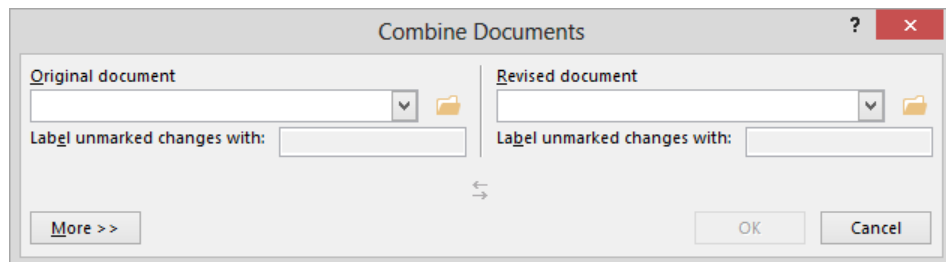 Combine Documents
?
Original document
Revised document
Label unmarked changes with:
Label unmarked changes with:
More >>
OK
Cancel